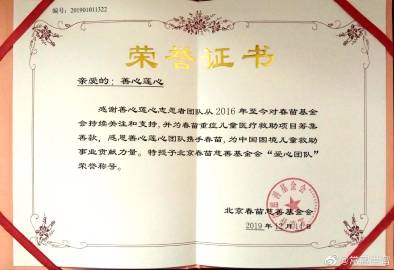 编号:201901011322
荣誉证书
亲爱的:善心莲心
感谢善心莲心志愿者团队从2016年至今对春苗基金会
会持续关注和支持,并为春苗重症儿童医疗救助项目筹集
善款,感恩善心莲心团队携手春苗,为中国困境儿童救助
事业贡献力量。特授予北京春苗慈善基金会“爱心团队”
荣誉称号。
北京春苗慈善基金会
2019年12月11日